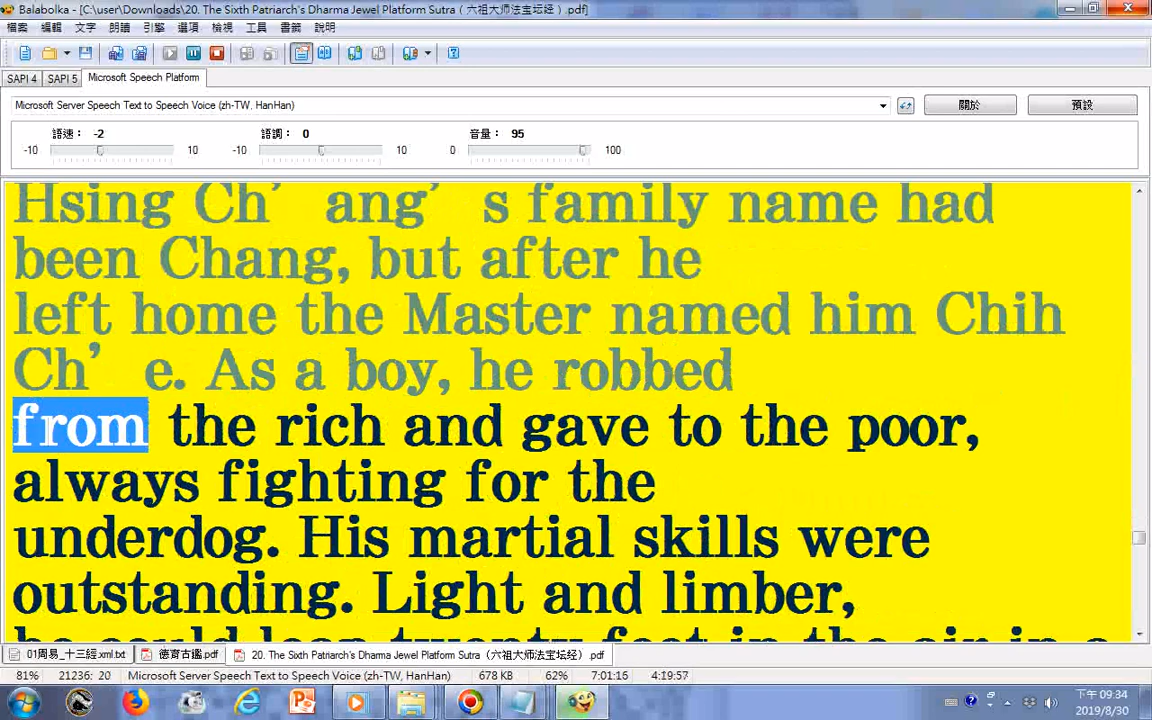 Balabolka - [C:\user\Downloads\20. The Sixth Patriarch's Dharma Jewel Platform Sutra（六祖大师法宝坛经）.pdf]
檔案 編輯 文字 朗讀 引擎 選項 檢視 工具 書籤 說明
SAPI 4 SAPI 5 Microsoft Speech Platform
Microsoft Server Speech Text to Speech Voice (zh-TW, HanHan) 關於 預設
語速： -2 語調： 0 音量： 95
-10 10 -10 10 0 100
Hsing Ch’ang’s family name had
been Chang, but after he
left home the Master named him Chih
Ch’e. As a boy, he robbed
from the rich and gave to the poor,
always fighting for the
underdog. His martial skills were
outstanding. Light and limber,
he could leap twenty feet in the air in a
01周易_十三經.xml.txt 德育古鑑.pdf 20. The Sixth Patriarch's Dharma Jewel Platform Sutra（六祖大师法宝坛经）.pdf
81% 21236: 20 Microsoft Server Speech Text to Speech Voice (zh-TW, HanHan) 678 KB 62% 7:01:16 4:19:57
下午 09:34
2019/8/30